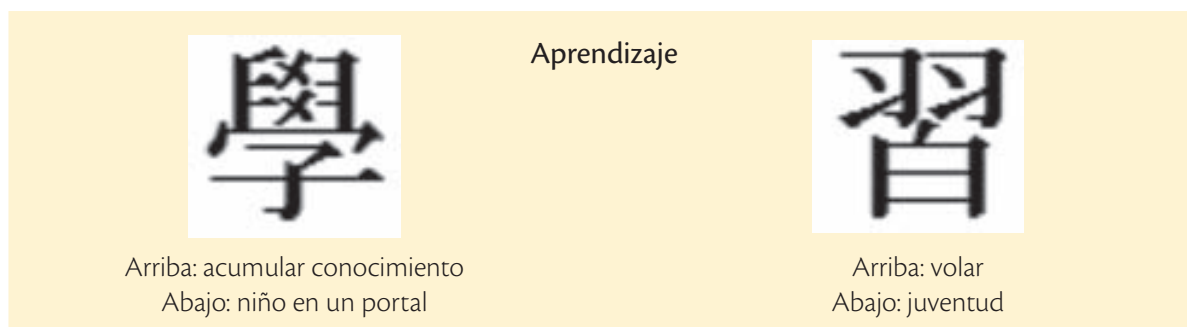 Aprendizaje
學
習
Arriba: acumular conocimiento
Abajo: niño en un portal
Arriba: volar
Abajo: juventud